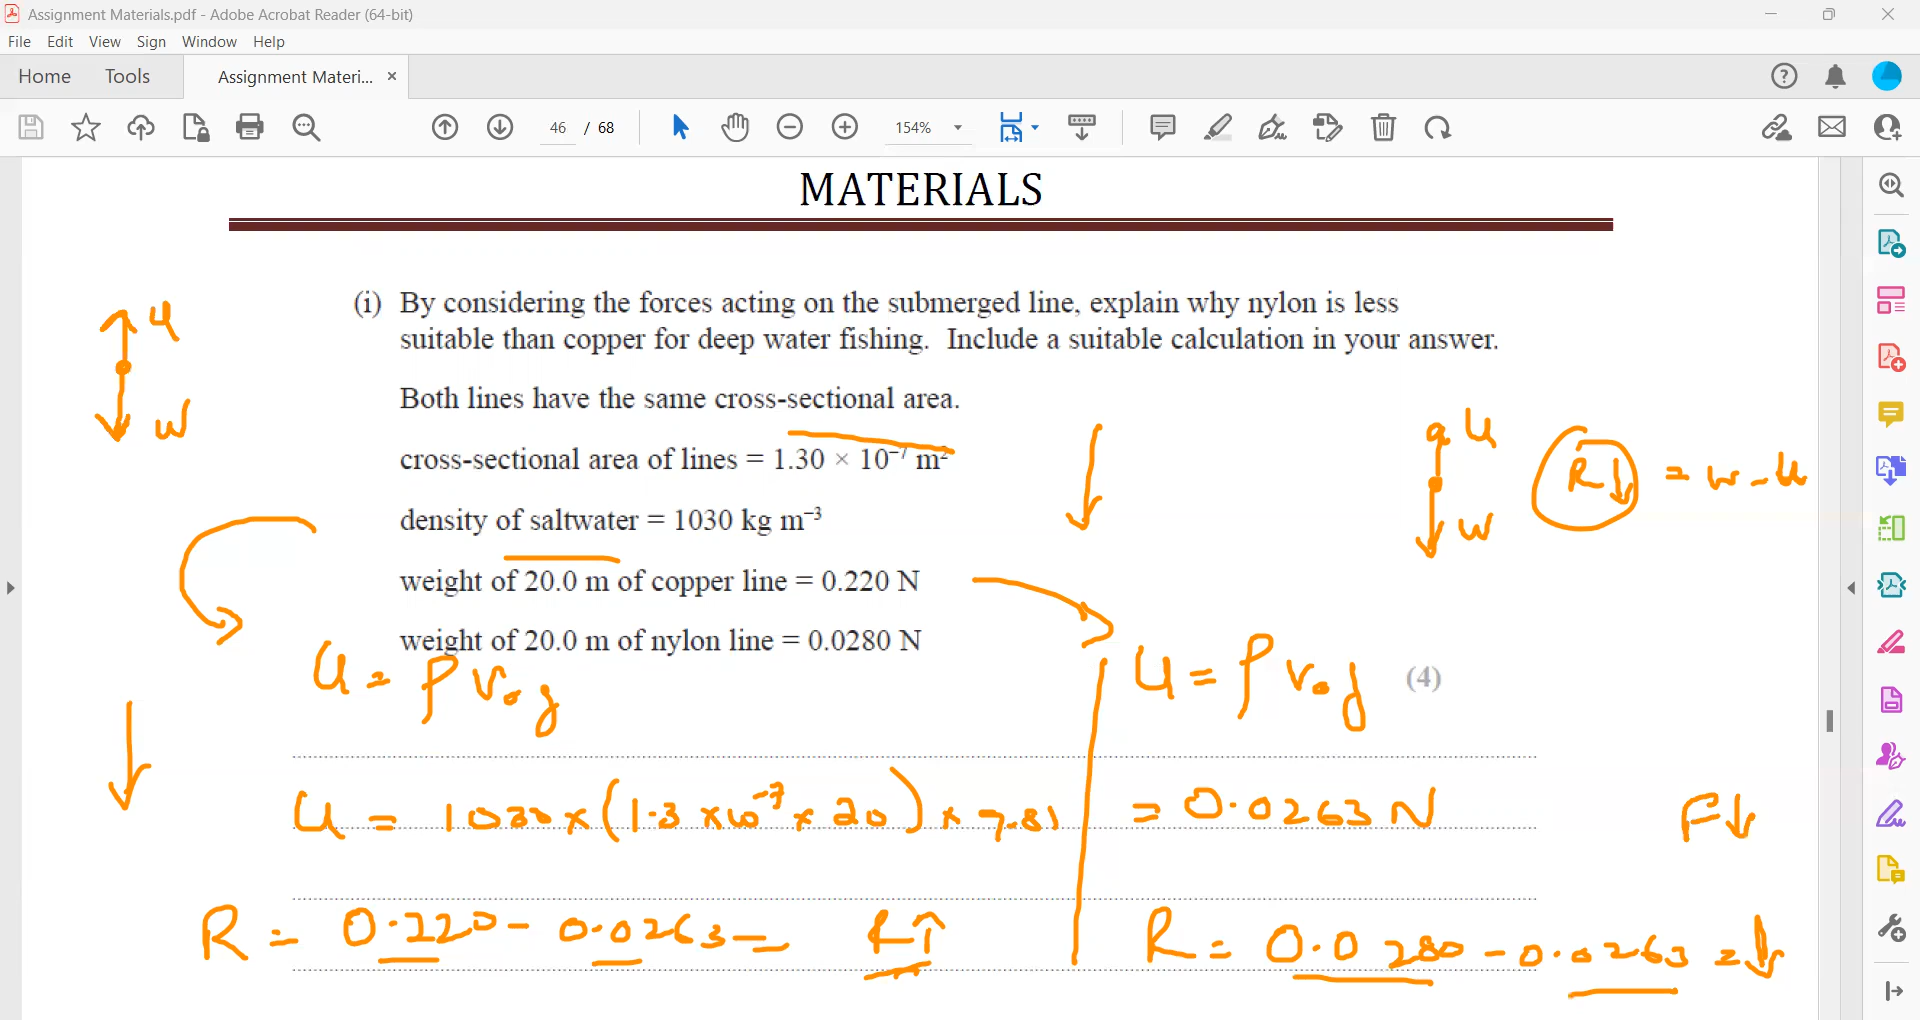 Assignment Materials.pdf - Adobe Acrobat Reader (64-bit)
File Edit View Sign Window Help
Home Tools Assignment Materi... ×
46 / 68 154%
MATERIALS
(i) By considering the forces acting on the submerged line, explain why nylon is less
suitable than copper for deep water fishing. Include a suitable calculation in your answer.
Both lines have the same cross-sectional area.
cross-sectional area of lines = 1.30 × 10⁻⁷ m²
density of saltwater = 1030 kg m⁻³
weight of 20.0 m of copper line = 0.220 N
weight of 20.0 m of nylon line = 0.0280 N
(4)
U
W
U
R↓ = W - U
W
U = ρ V. g
U = ρ V. g
U = 1030 × (1.3 × 10⁻⁷ × 20) × 9.81 = 0.0263 N
F↓
R = 0.220 - 0.0263 = R↑
R = 0.0280 - 0.0263 = ↓